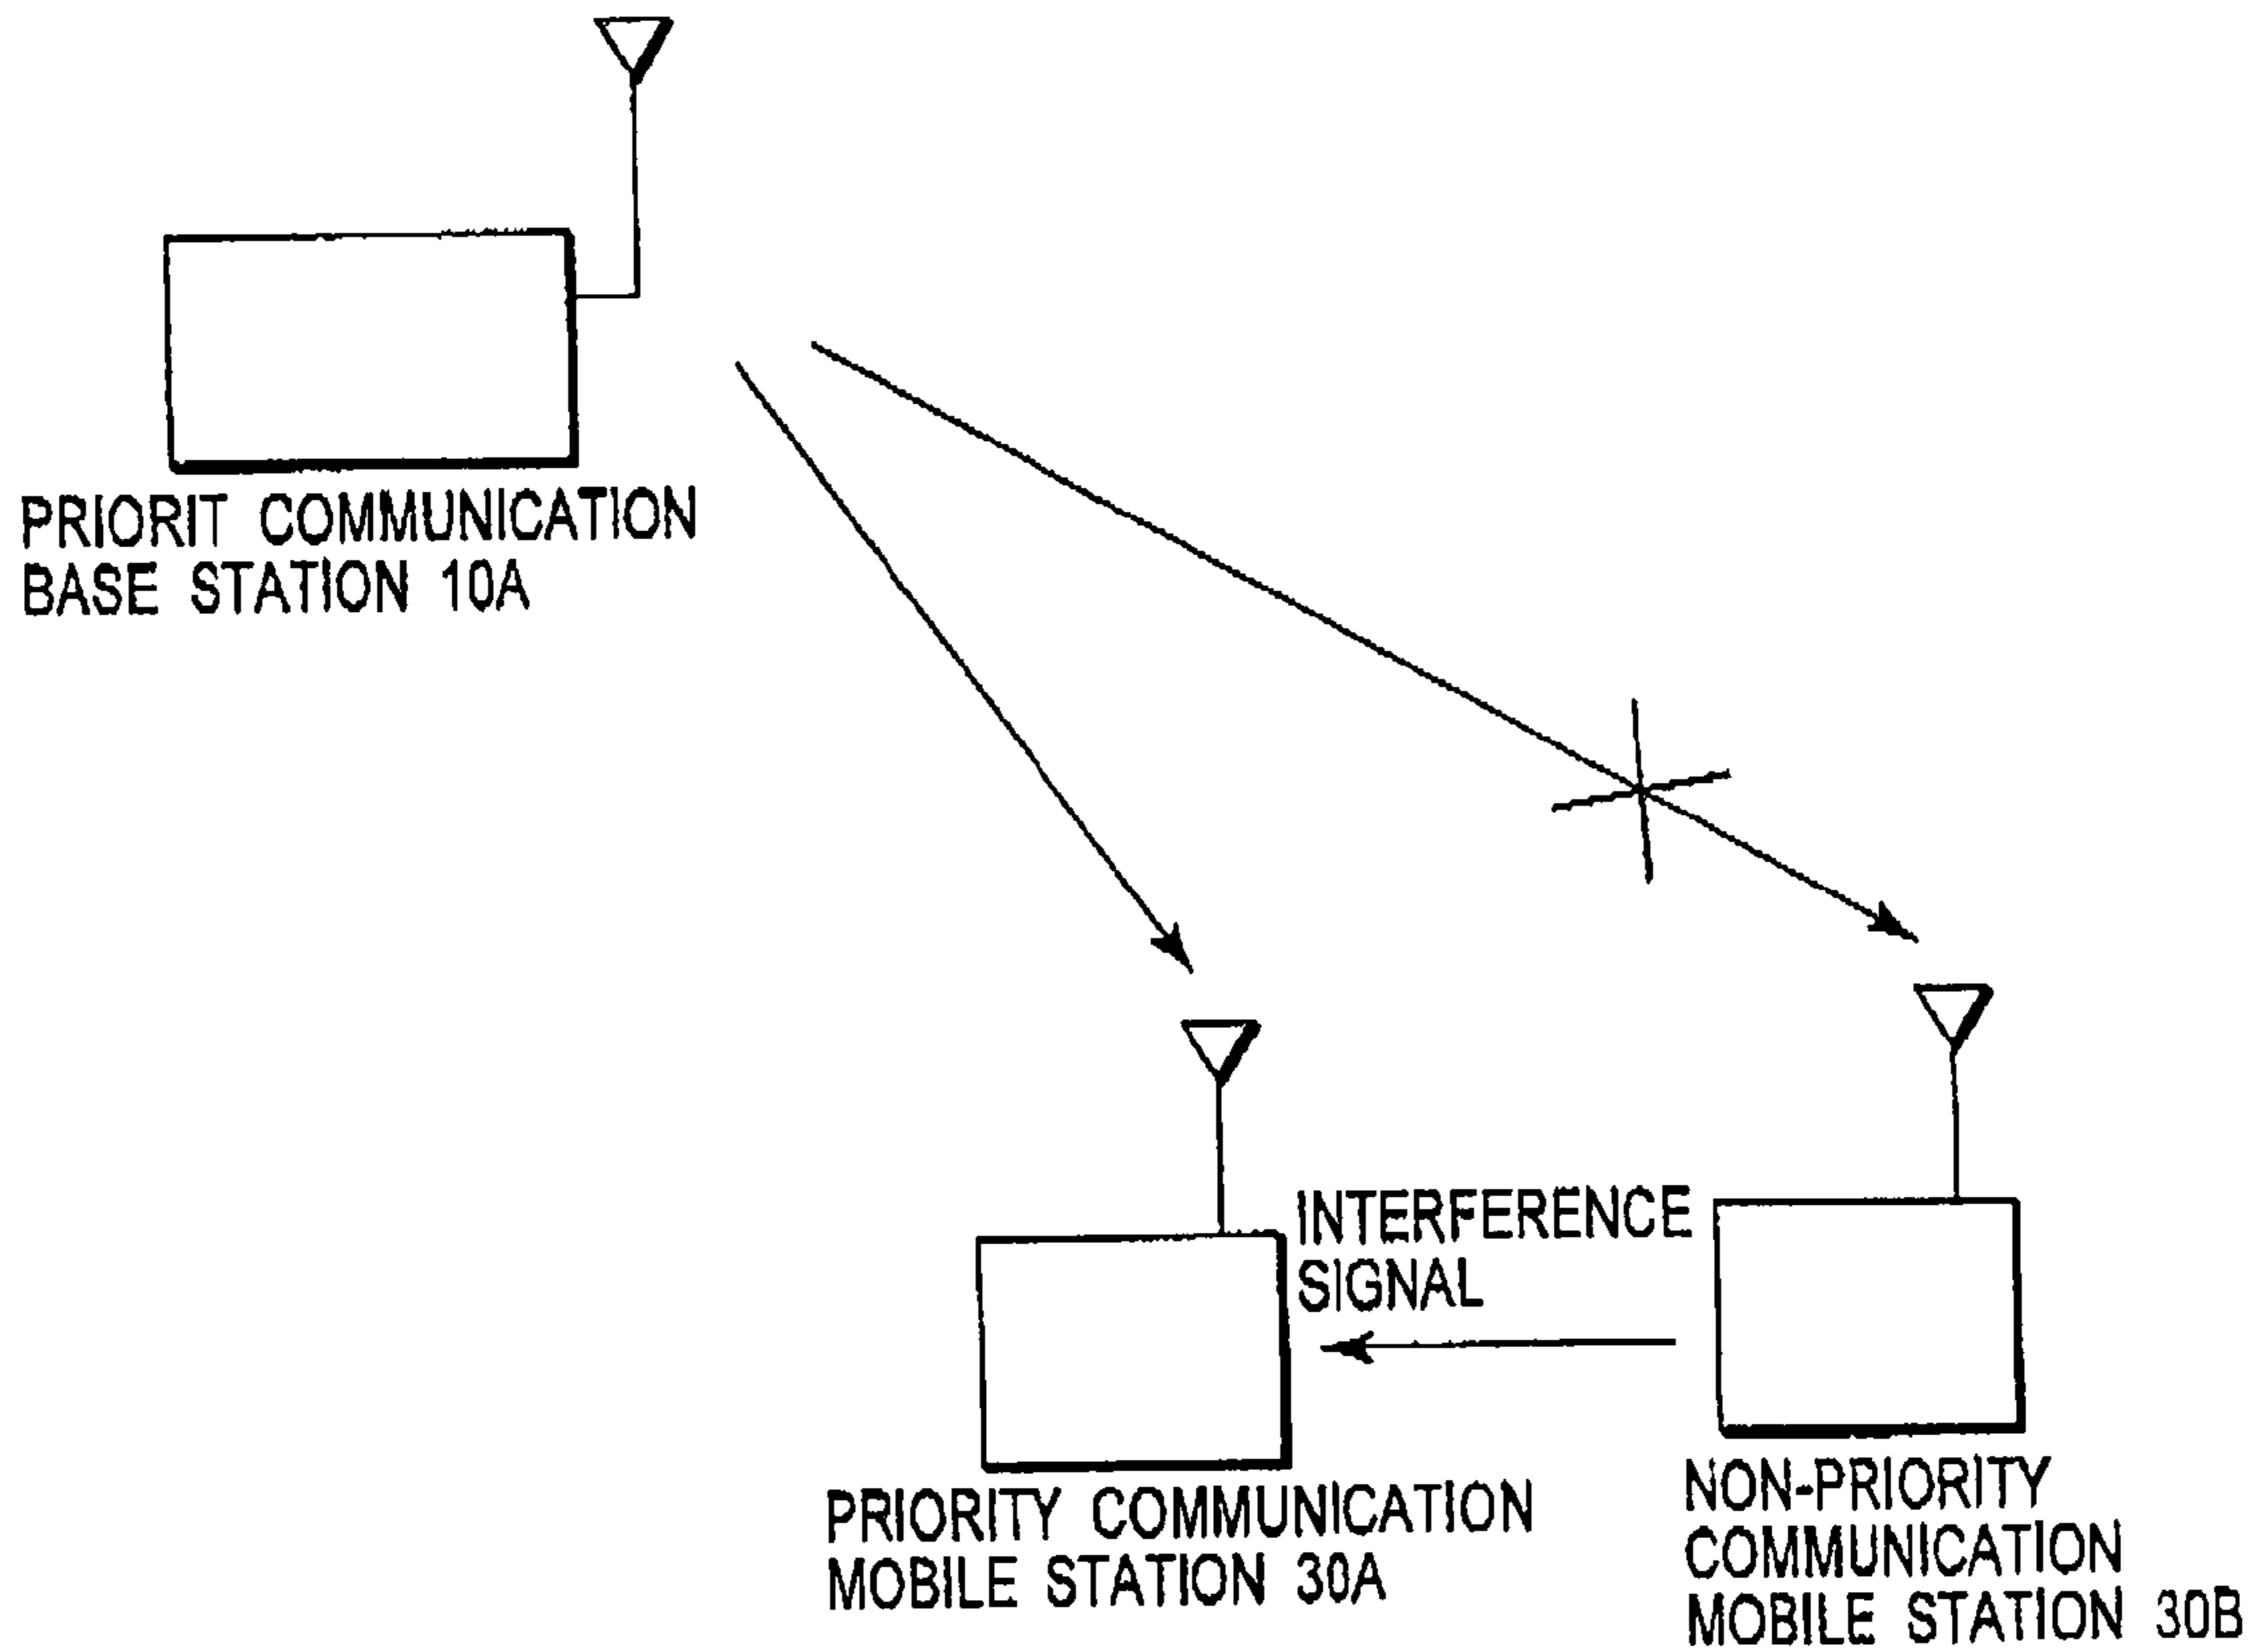 PRIORIT COMMUNICATION
BASE STATION 10A
INTERFERENCE
SIGNAL
PRIORITY COMMUNICATION
MOBILE STATION 30A
NON-PRIORITY
COMMUNICATION
MOBILE STATION 30B